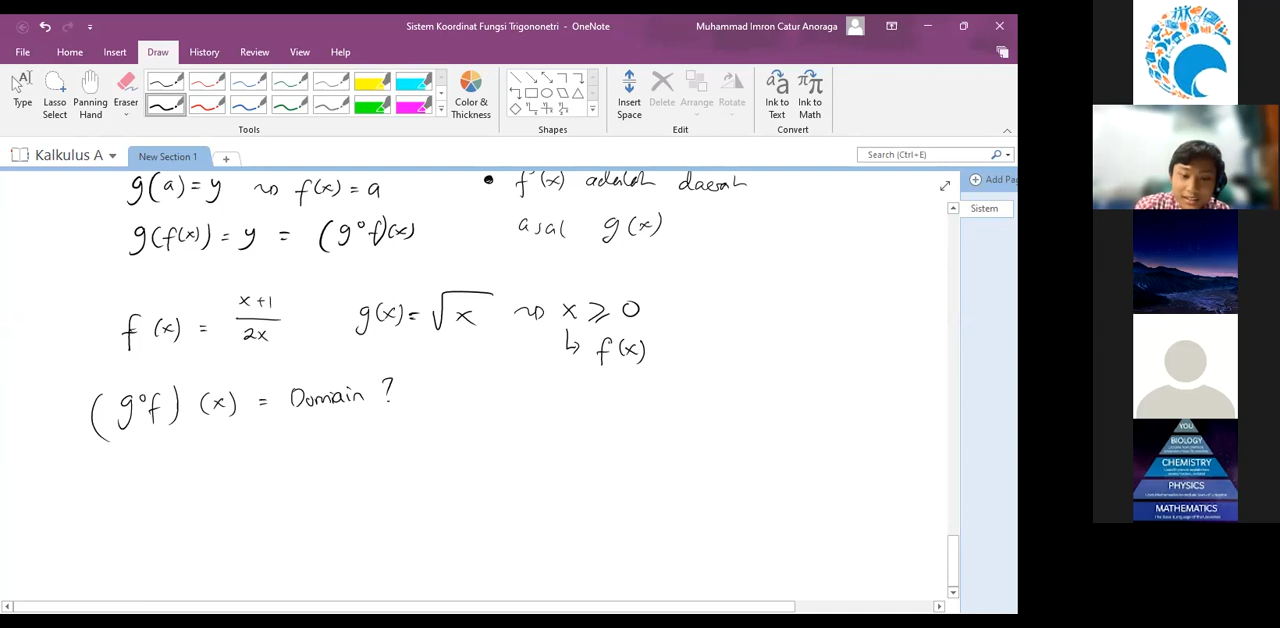 Sistem Koordinat Fungsi Trigononetri - OneNote
Muhammad Imron Catur Anoraga
File Home Insert Draw History Review View Help
Type
Lasso Select
Panning Hand
Eraser
Color & Thickness
Insert Space
Delete
Arrange
Rotate
Ink to Text
Ink to Math
Tools
Shapes
Edit
Convert
Kalkulus A
New Section 1
Search (Ctrl+E)
Add Pag
Sistem
g(a) = y ⇝ f(x) = a
g(f(x)) = y = (g∘f)(x)
• f(x) adalah daerah
asal g(x)
f(x) = x+1 / 2x
g(x) = √x ⇝ x ≥ 0
↳ f(x)
(g∘f)(x) = Domain ?
YOU
BIOLOGY
CHEMISTRY
PHYSICS
MATHEMATICS